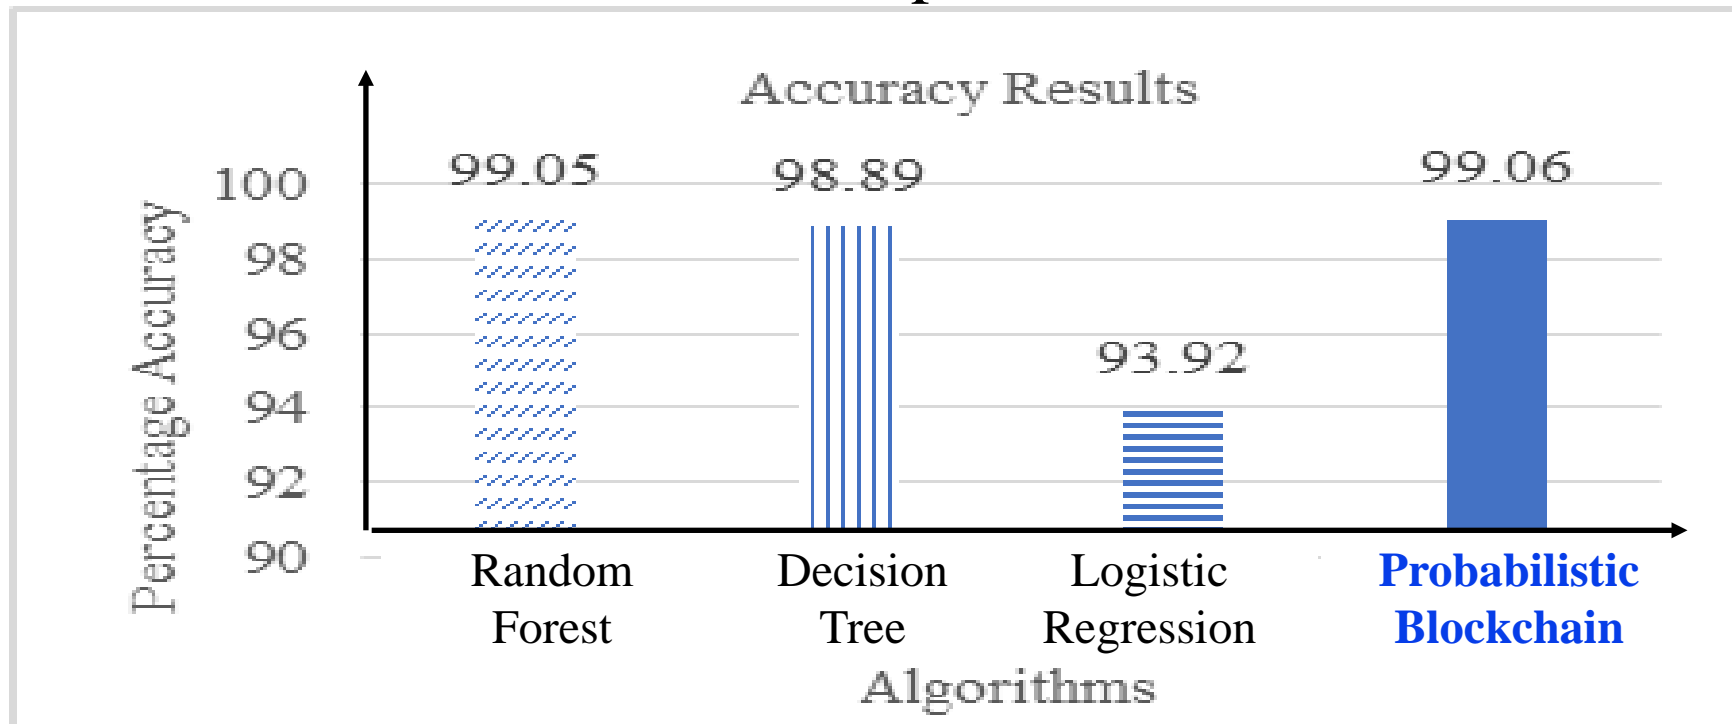 Accuracy Results
99.05
98.89
93.92
99.06
100
98
96
94
92
90
Percentage Accuracy
Random
Forest
Decision
Tree
Logistic
Regression
Probabilistic
Blockchain
Algorithms